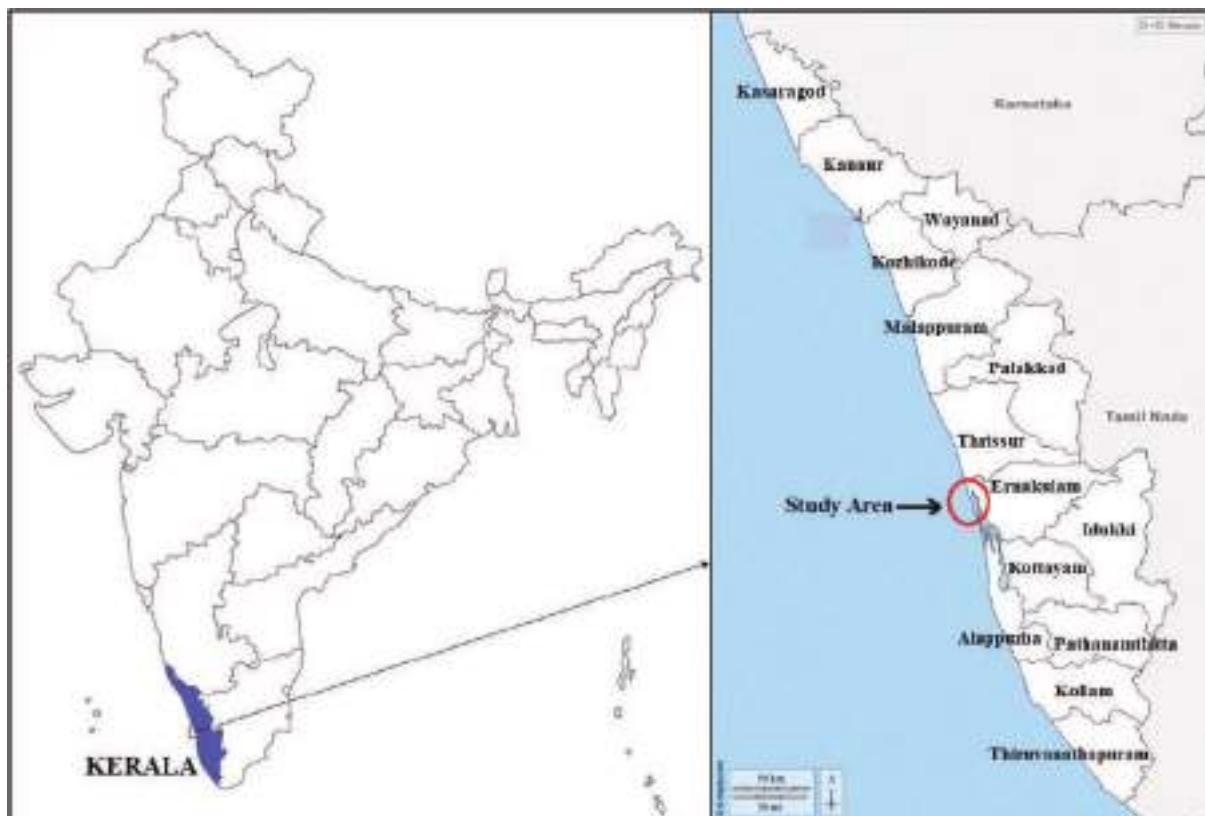 KERALA
Kasaragod
Karnataka
Kannur
Wayanad
Kozhikode
Malappuram
Palakkad
Tamil Nadu
Thrissur
Ernakulam
Study Area
Idukki
Kottayam
Alappuzha
Pathanamthitta
Kollam
Thiruvananthapuram